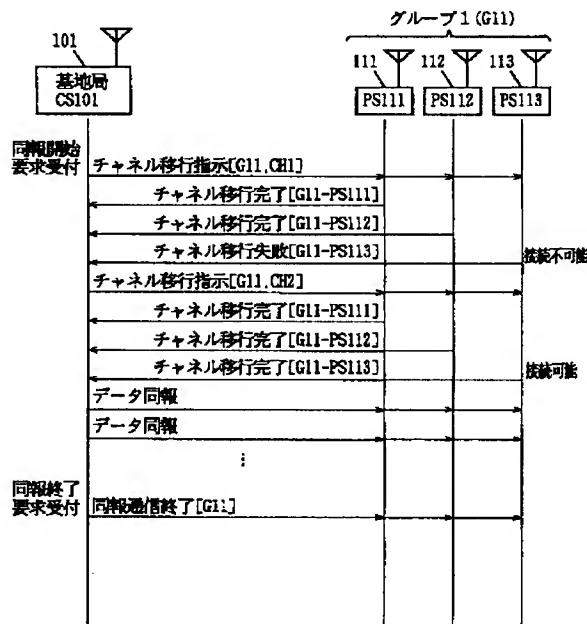 グループ1(G11)
101
111
112
113
基地局
CS101
PS111
PS112
PS113
同報開始
要求受付
チャネル移行指示[G11,CH1]
チャネル移行完了[G11-PS111]
チャネル移行完了[G11-PS112]
チャネル移行失敗[G11-PS113]
接続不可能
チャネル移行指示[G11,CH2]
チャネル移行完了[G11-PS111]
チャネル移行完了[G11-PS112]
チャネル移行完了[G11-PS113]
接続可能
データ同報
データ同報
⋮
同報終了
要求受付
同報通信終了[G11]